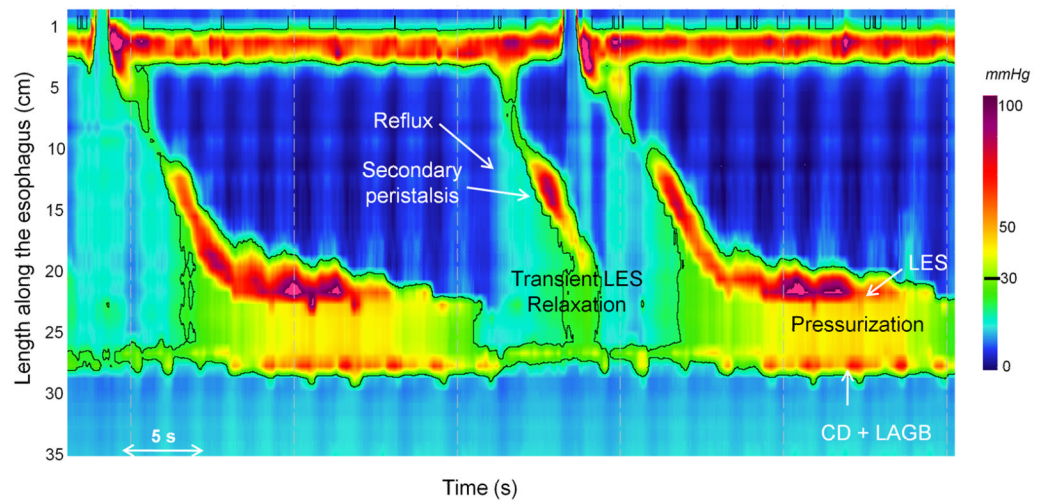 Length along the esophagus (cm)
1
5
10
15
20
25
30
35
Reflux
Secondary
peristalsis
Transient LES
Relaxation
LES
Pressurization
CD + LAGB
5 s
Time (s)
mmHg
100
50
30
0